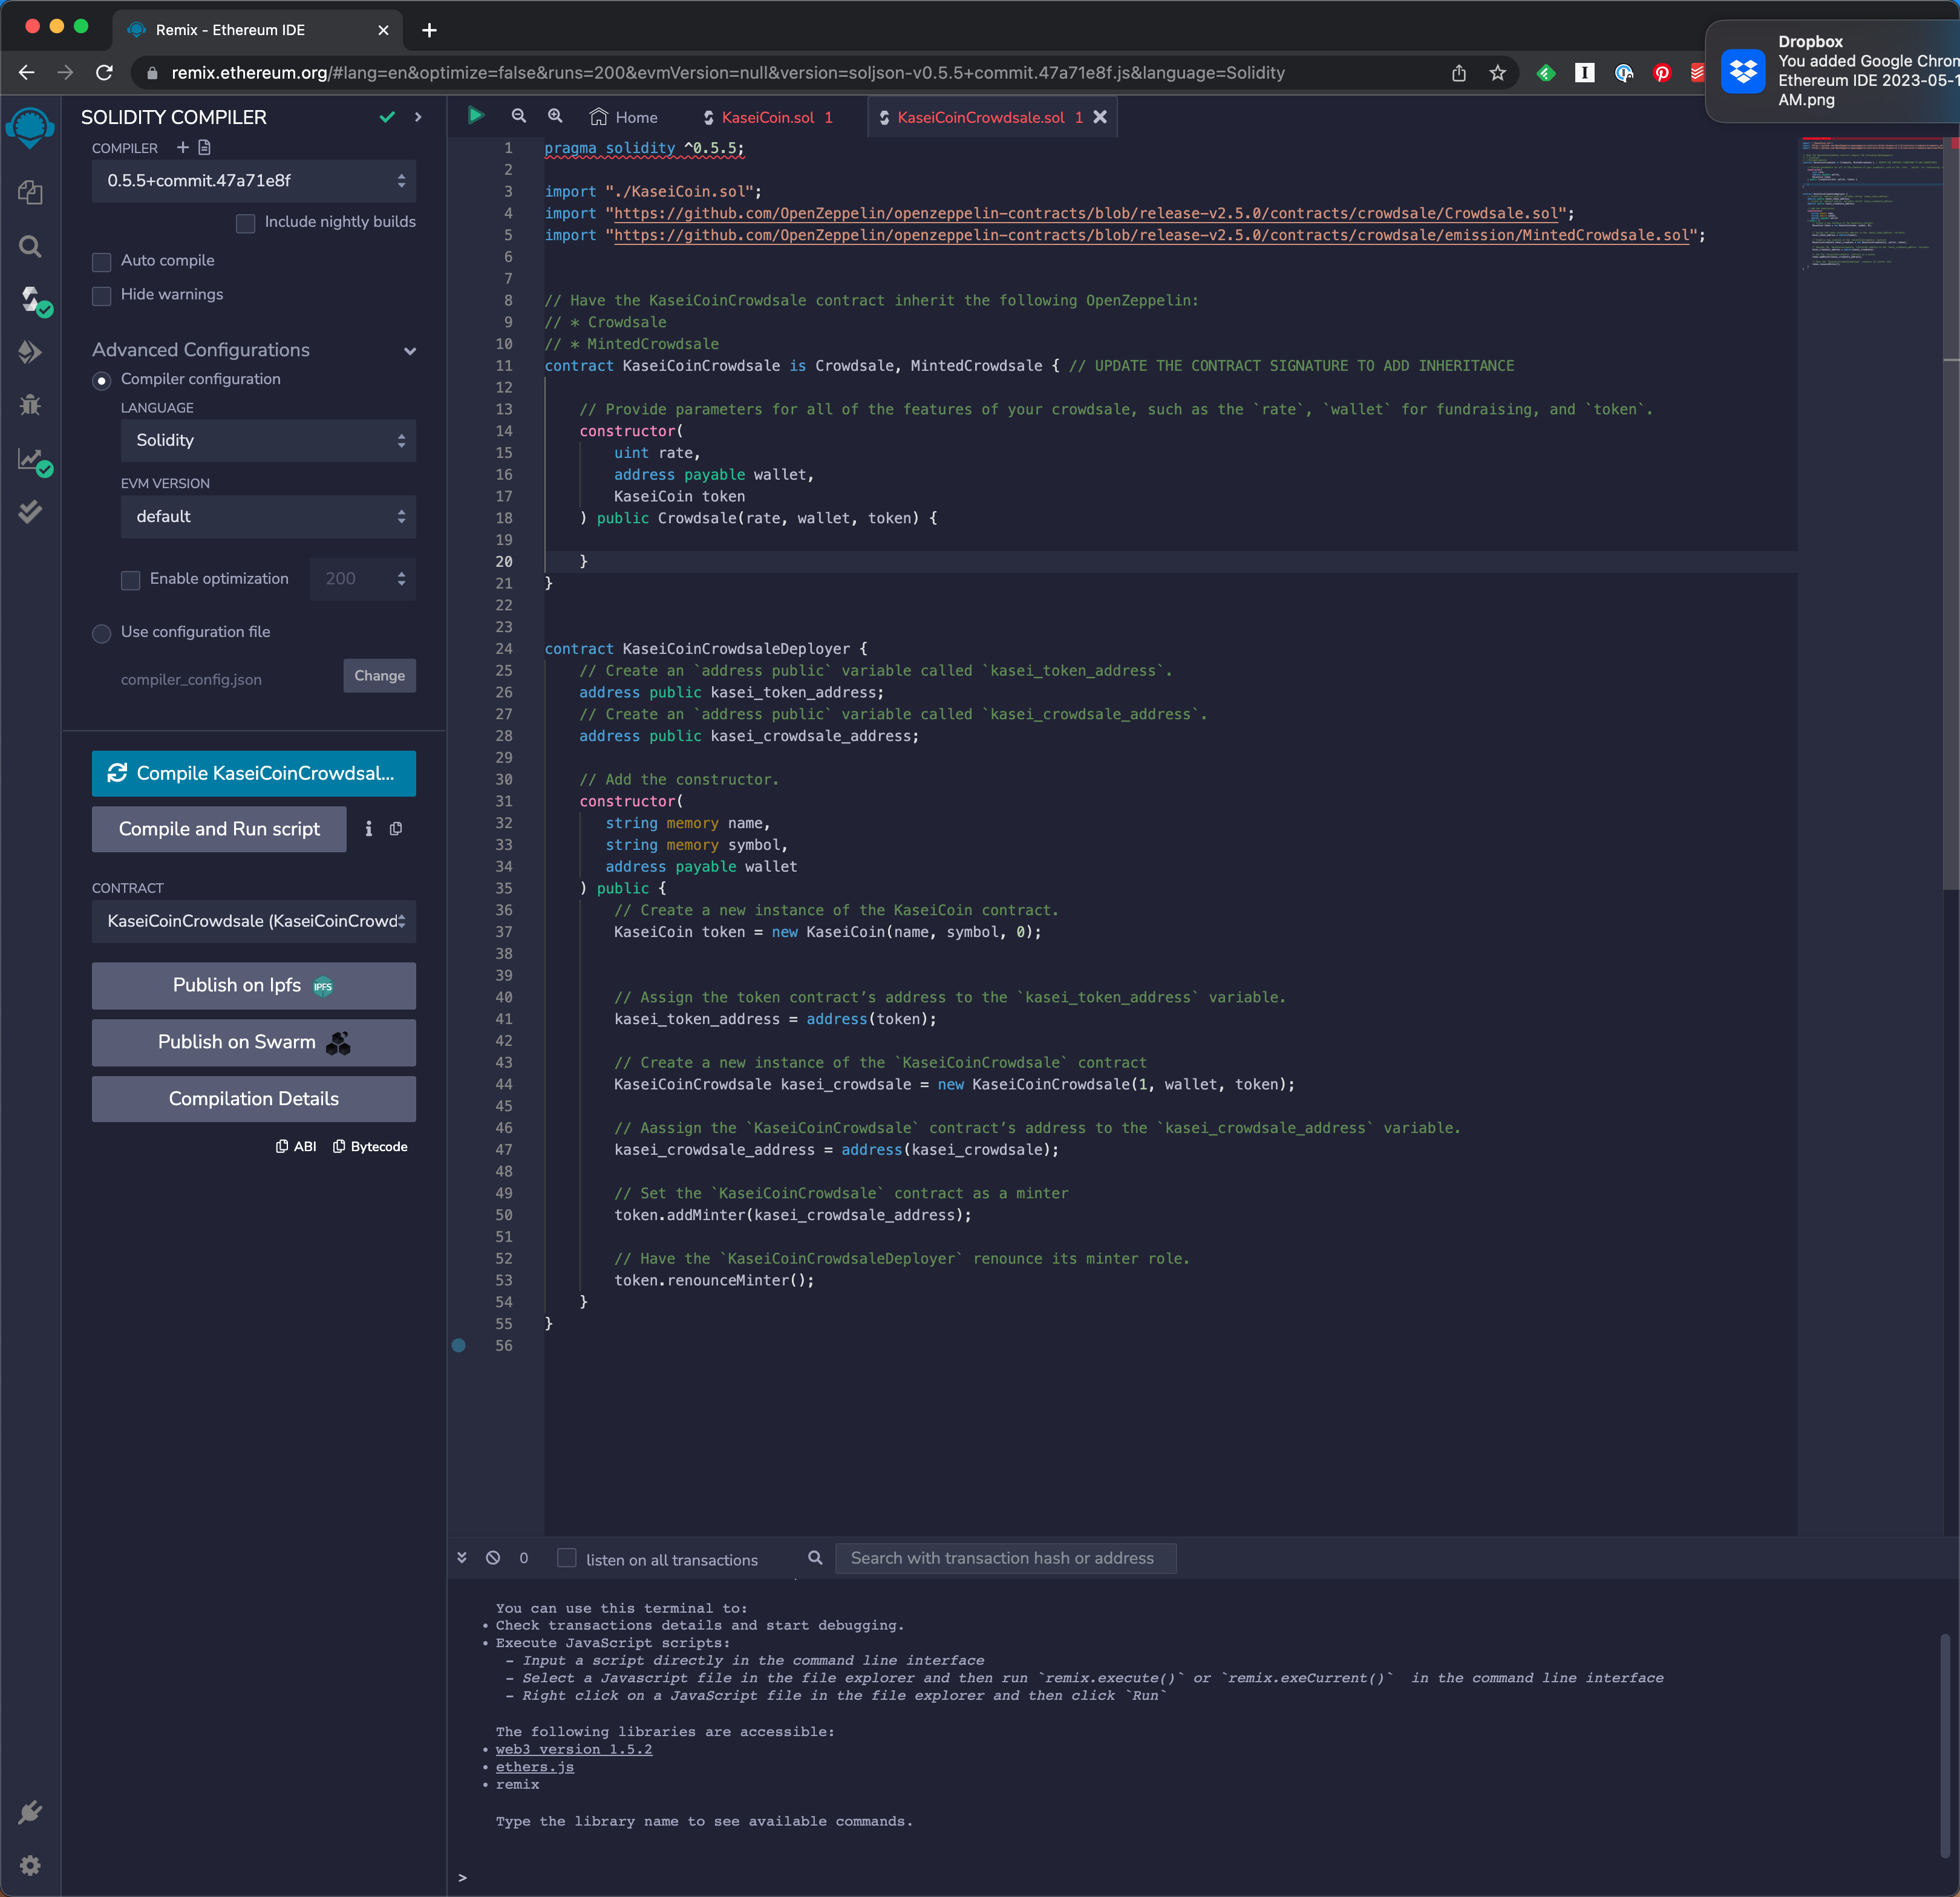 Remix - Ethereum IDE
remix.ethereum.org/#lang=en&optimize=false&runs=200&evmVersion=null&version=soljson-v0.5.5+commit.47a71e8f.js&language=Solidity
Dropbox
You added Google Chron
Ethereum IDE 2023-05-1
AM.png
SOLIDITY COMPILER
COMPILER
0.5.5+commit.47a71e8f
Include nightly builds
Auto compile
Hide warnings
Advanced Configurations
Compiler configuration
LANGUAGE
Solidity
EVM VERSION
default
Enable optimization
200
Use configuration file
compiler_config.json
Change
Compile KaseiCoinCrowdsal...
Compile and Run script
CONTRACT
KaseiCoinCrowdsale (KaseiCoinCrowd
Publish on Ipfs IPFS
Publish on Swarm
Compilation Details
ABI Bytecode
Home KaseiCoin.sol 1 KaseiCoinCrowdsale.sol 1
1 pragma solidity ^0.5.5;
2
3 import "./KaseiCoin.sol";
4 import "https://github.com/OpenZeppelin/openzeppelin-contracts/blob/release-v2.5.0/contracts/crowdsale/Crowdsale.sol";
5 import "https://github.com/OpenZeppelin/openzeppelin-contracts/blob/release-v2.5.0/contracts/crowdsale/emission/MintedCrowdsale.sol";
6
7
8 // Have the KaseiCoinCrowdsale contract inherit the following OpenZeppelin:
9 // * Crowdsale
10 // * MintedCrowdsale
11 contract KaseiCoinCrowdsale is Crowdsale, MintedCrowdsale { // UPDATE THE CONTRACT SIGNATURE TO ADD INHERITANCE
12
13 // Provide parameters for all of the features of your crowdsale, such as the `rate`, `wallet` for fundraising, and `token`.
14 constructor(
15 uint rate,
16 address payable wallet,
17 KaseiCoin token
18 ) public Crowdsale(rate, wallet, token) {
19
20 }
21 }
22
23
24 contract KaseiCoinCrowdsaleDeployer {
25 // Create an `address public` variable called `kasei_token_address`.
26 address public kasei_token_address;
27 // Create an `address public` variable called `kasei_crowdsale_address`.
28 address public kasei_crowdsale_address;
29
30 // Add the constructor.
31 constructor(
32 string memory name,
33 string memory symbol,
34 address payable wallet
35 ) public {
36 // Create a new instance of the KaseiCoin contract.
37 KaseiCoin token = new KaseiCoin(name, symbol, 0);
38
39
40 // Assign the token contract’s address to the `kasei_token_address` variable.
41 kasei_token_address = address(token);
42
43 // Create a new instance of the `KaseiCoinCrowdsale` contract
44 KaseiCoinCrowdsale kasei_crowdsale = new KaseiCoinCrowdsale(1, wallet, token);
45
46 // Aassign the `KaseiCoinCrowdsale` contract’s address to the `kasei_crowdsale_address` variable.
47 kasei_crowdsale_address = address(kasei_crowdsale);
48
49 // Set the `KaseiCoinCrowdsale` contract as a minter
50 token.addMinter(kasei_crowdsale_address);
51
52 // Have the `KaseiCoinCrowdsaleDeployer` renounce its minter role.
53 token.renounceMinter();
54 }
55 }
56
0 listen on all transactions Search with transaction hash or address
You can use this terminal to:
• Check transactions details and start debugging.
• Execute JavaScript scripts:
- Input a script directly in the command line interface
- Select a Javascript file in the file explorer and then run `remix.execute()` or `remix.exeCurrent()` in the command line interface
- Right click on a JavaScript file in the file explorer and then click `Run`
The following libraries are accessible:
• web3 version 1.5.2
• ethers.js
• remix
Type the library name to see available commands.
>